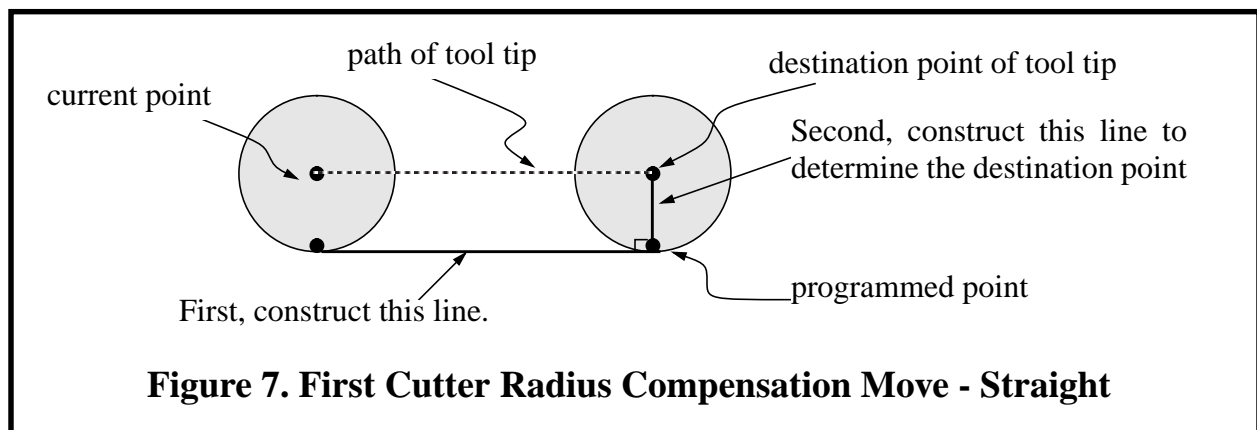 path of tool tip
destination point of tool tip
current point
Second, construct this line to
determine the destination point
programmed point
First, construct this line.
Figure 7. First Cutter Radius Compensation Move - Straight